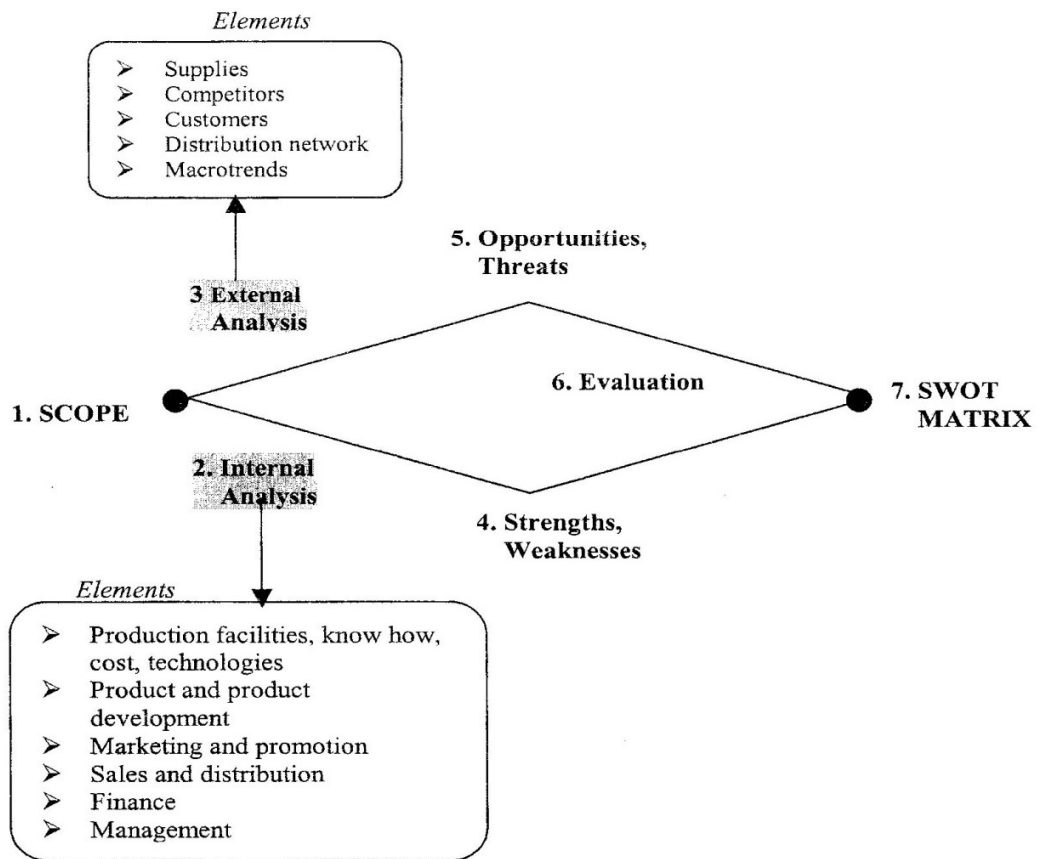 Elements
➤ Supplies
➤ Competitors
➤ Customers
➤ Distribution network
➤ Macrotrends
5. Opportunities,
Threats
3 External
Analysis
6. Evaluation
1. SCOPE
7. SWOT
MATRIX
2. Internal
Analysis
4. Strengths,
Weaknesses
Elements
➤ Production facilities, know how,
cost, technologies
➤ Product and product
development
➤ Marketing and promotion
➤ Sales and distribution
➤ Finance
➤ Management